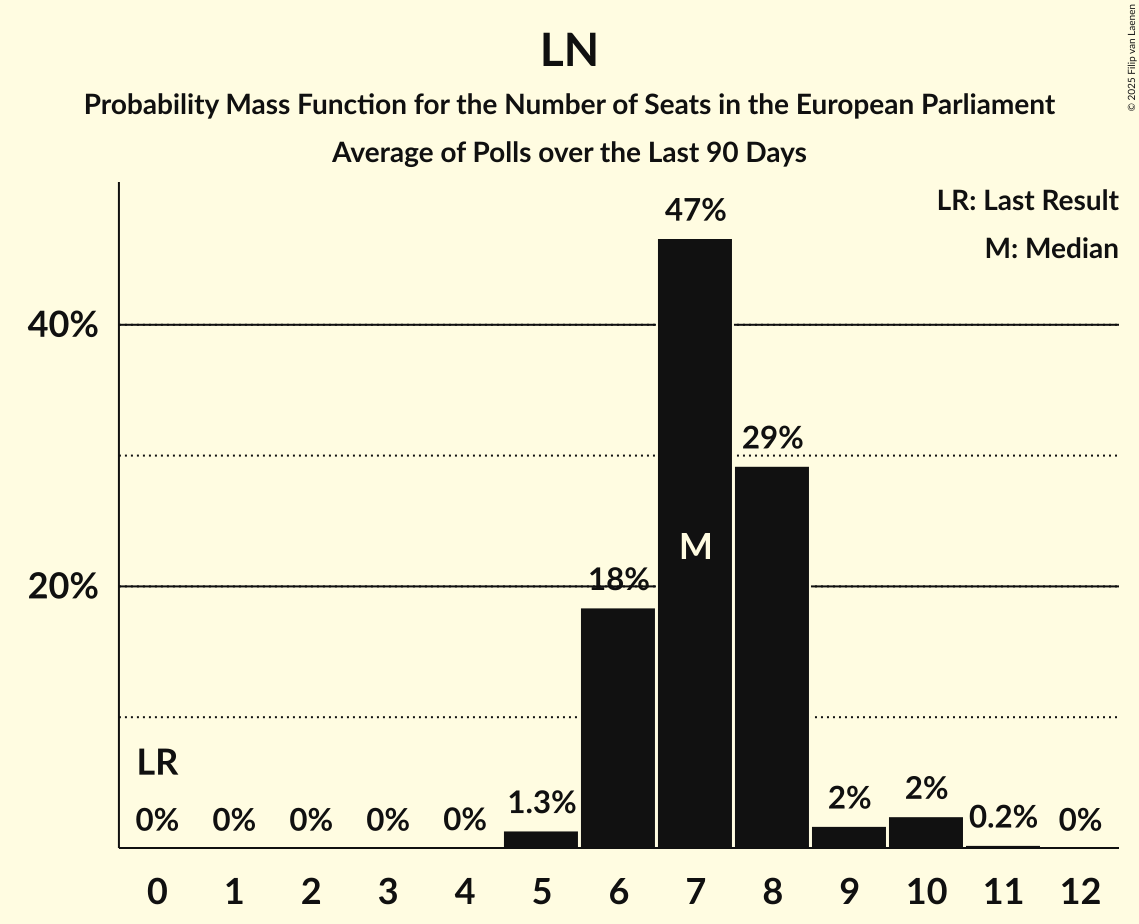 LN
Probability Mass Function for the Number of Seats in the European Parliament
Average of Polls over the Last 90 Days
© 2025 Filip van Laenen
LR: Last Result
M: Median
47%
40%
29%
M
20%
18%
LR
0% 0% 0% 0% 0% 1.3% 2% 2% 0.2% 0%
0 1 2 3 4 5 6 7 8 9 10 11 12